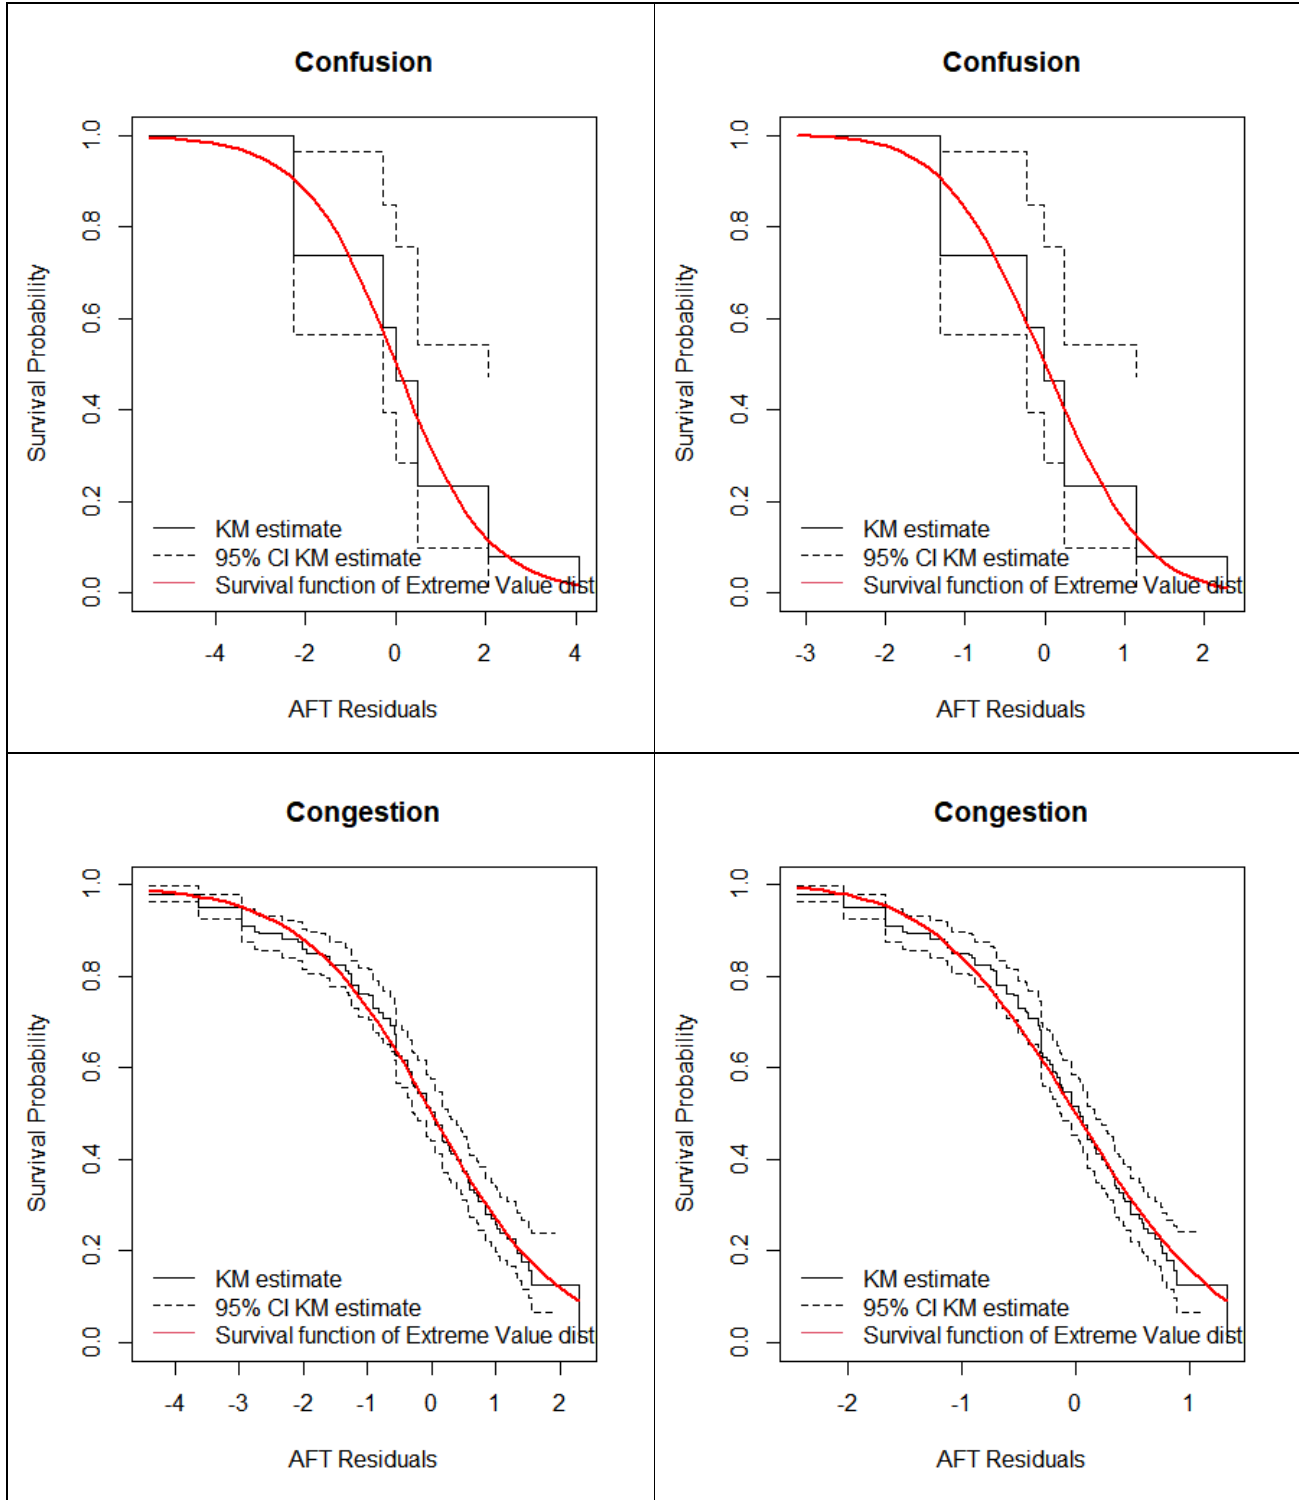 Confusion
Survival Probability
1.0
0.8
0.6
0.4
0.2
0.0
KM estimate
95% CI KM estimate
Survival function of Extreme Value dist
-4 -2 0 2 4
AFT Residuals
Confusion
Survival Probability
1.0
0.8
0.6
0.4
0.2
0.0
KM estimate
95% CI KM estimate
Survival function of Extreme Value dist
-3 -2 -1 0 1 2
AFT Residuals
Congestion
Survival Probability
1.0
0.8
0.6
0.4
0.2
0.0
KM estimate
95% CI KM estimate
Survival function of Extreme Value dist
-4 -3 -2 -1 0 1 2
AFT Residuals
Congestion
Survival Probability
1.0
0.8
0.6
0.4
0.2
0.0
KM estimate
95% CI KM estimate
Survival function of Extreme Value dist
-2 -1 0 1
AFT Residuals